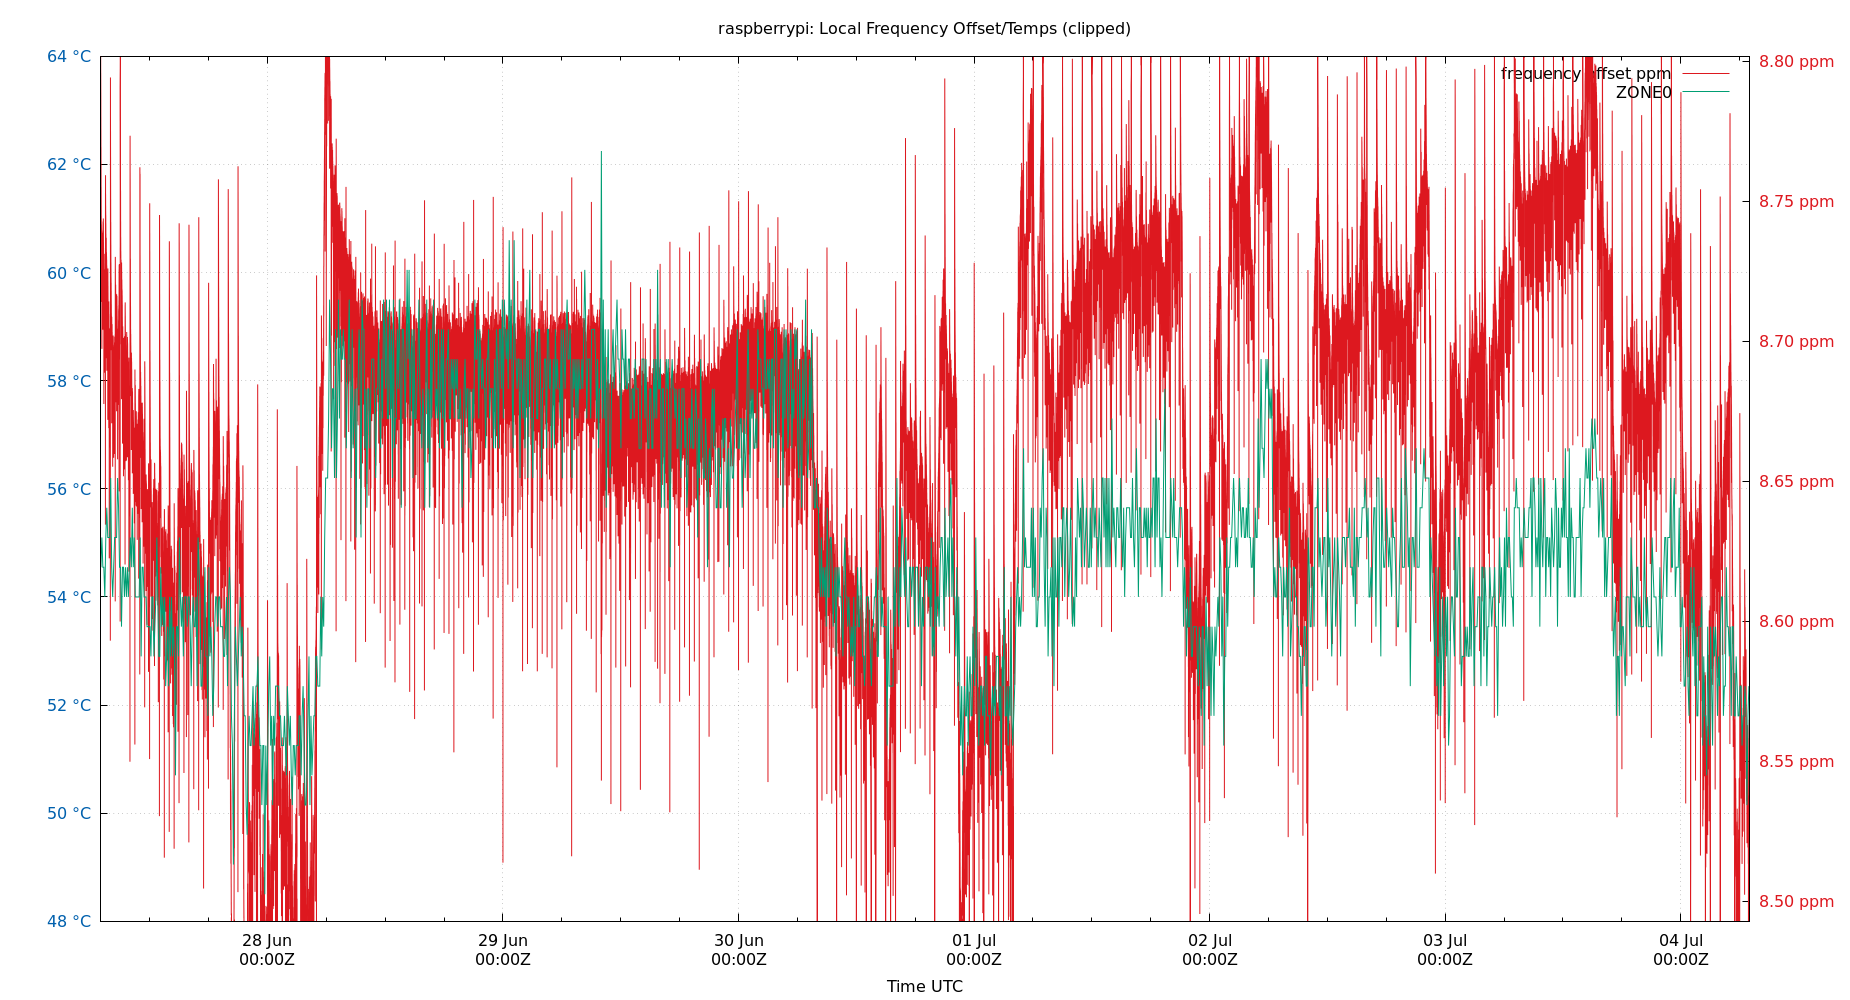 raspberrypi: Local Frequency Offset/Temps (clipped)
64 °C
62 °C
60 °C
58 °C
56 °C
54 °C
52 °C
50 °C
48 °C
8.80 ppm
8.75 ppm
8.70 ppm
8.65 ppm
8.60 ppm
8.55 ppm
8.50 ppm
frequency offset ppm
ZONE0
28 Jun
00:00Z
29 Jun
00:00Z
30 Jun
00:00Z
01 Jul
00:00Z
02 Jul
00:00Z
03 Jul
00:00Z
04 Jul
00:00Z
Time UTC